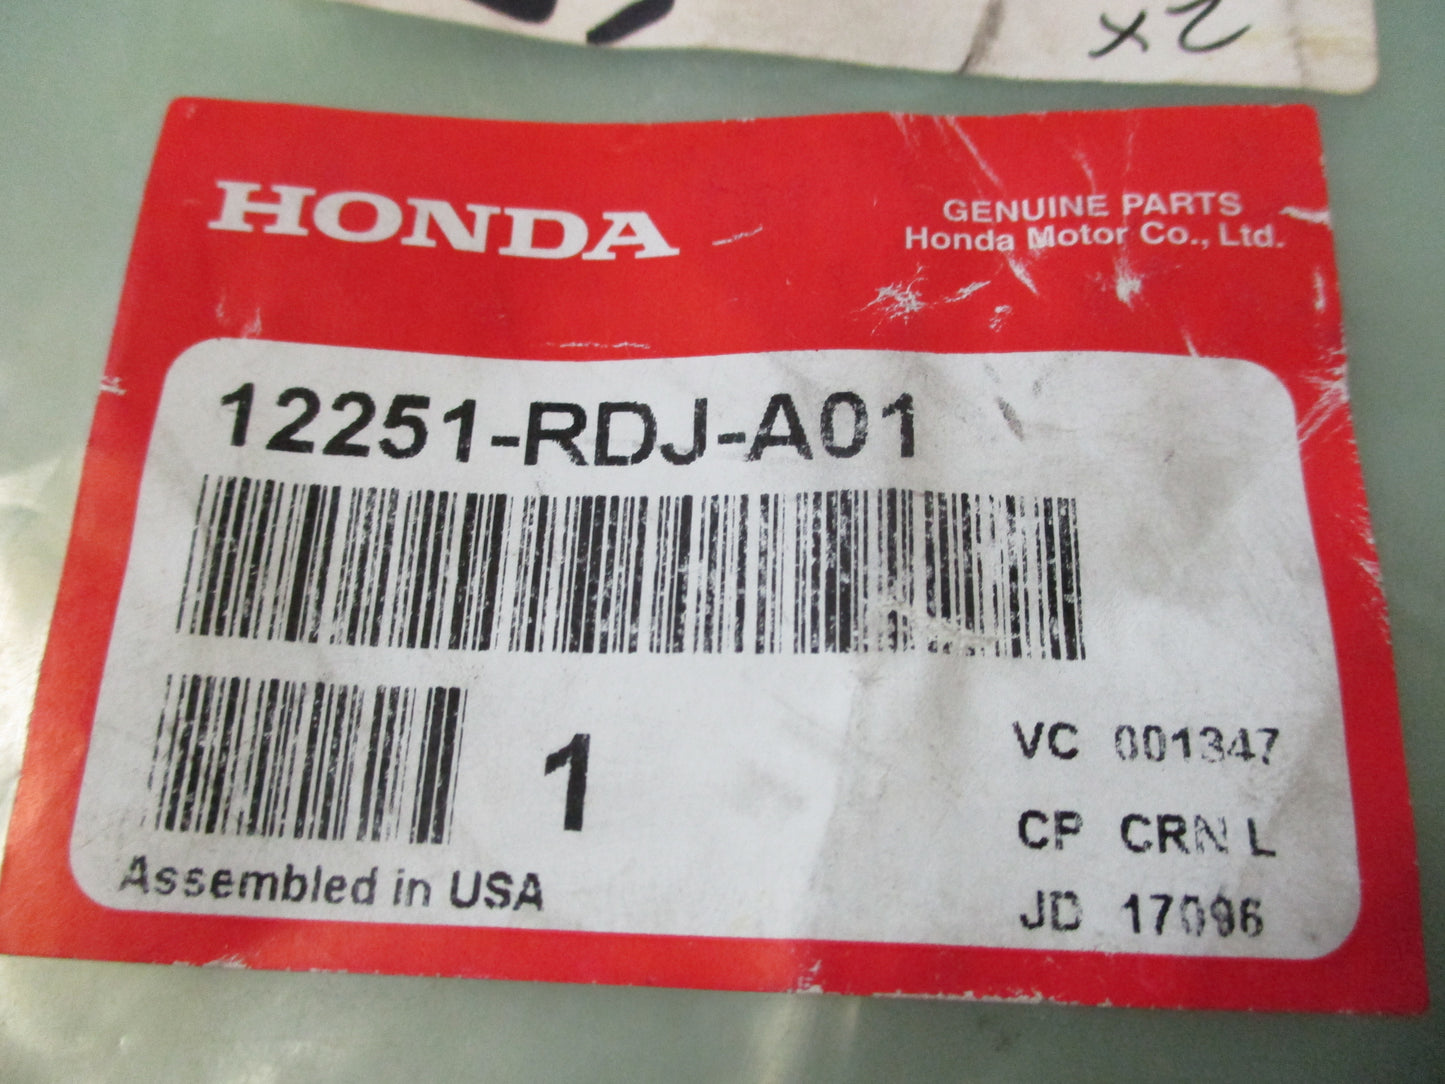 x2
HONDA
GENUINE PARTS
Honda Motor Co., Ltd.
12251-RDJ-A01
1
VC 001347
CP CRN L
JD 17096
Assembled in USA